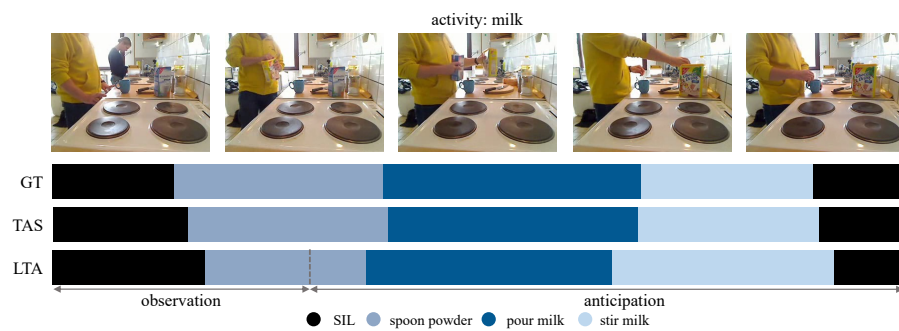 activity: milk
GT
TAS
LTA
observation
anticipation
SIL
spoon powder
pour milk
stir milk